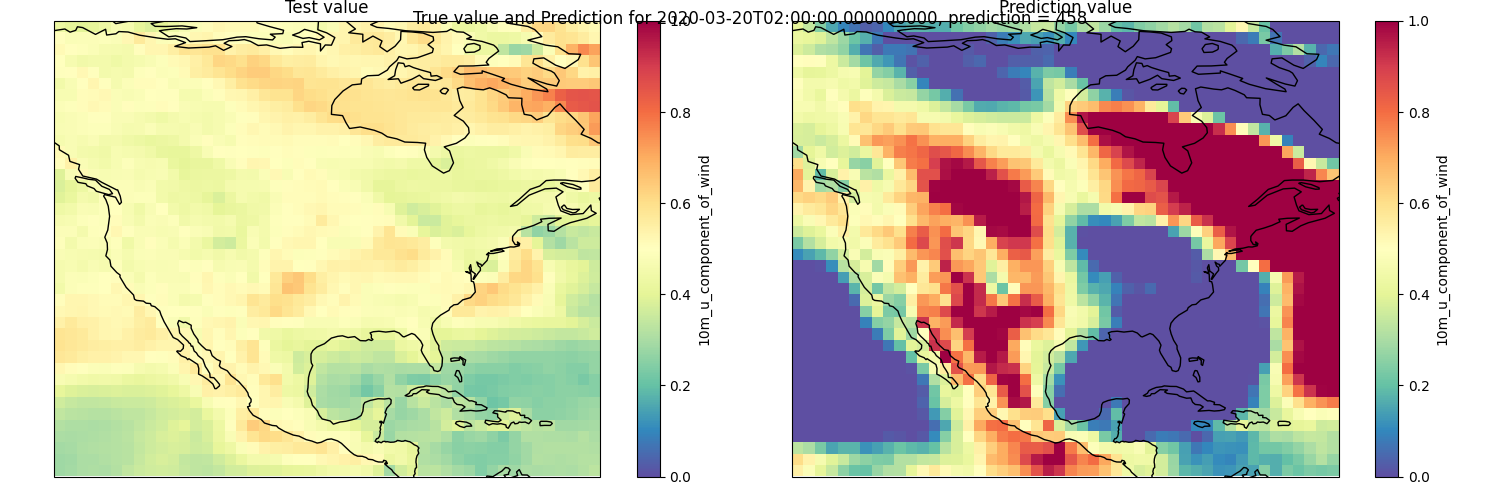 Test value
Prediction value
True value and Prediction for 2020-03-20T02:00:00.000000000, prediction = 458
1.0
0.8
0.6
0.4
0.2
0.0
10m_u_component_of_wind
1.0
0.8
0.6
0.4
0.2
0.0
10m_u_component_of_wind